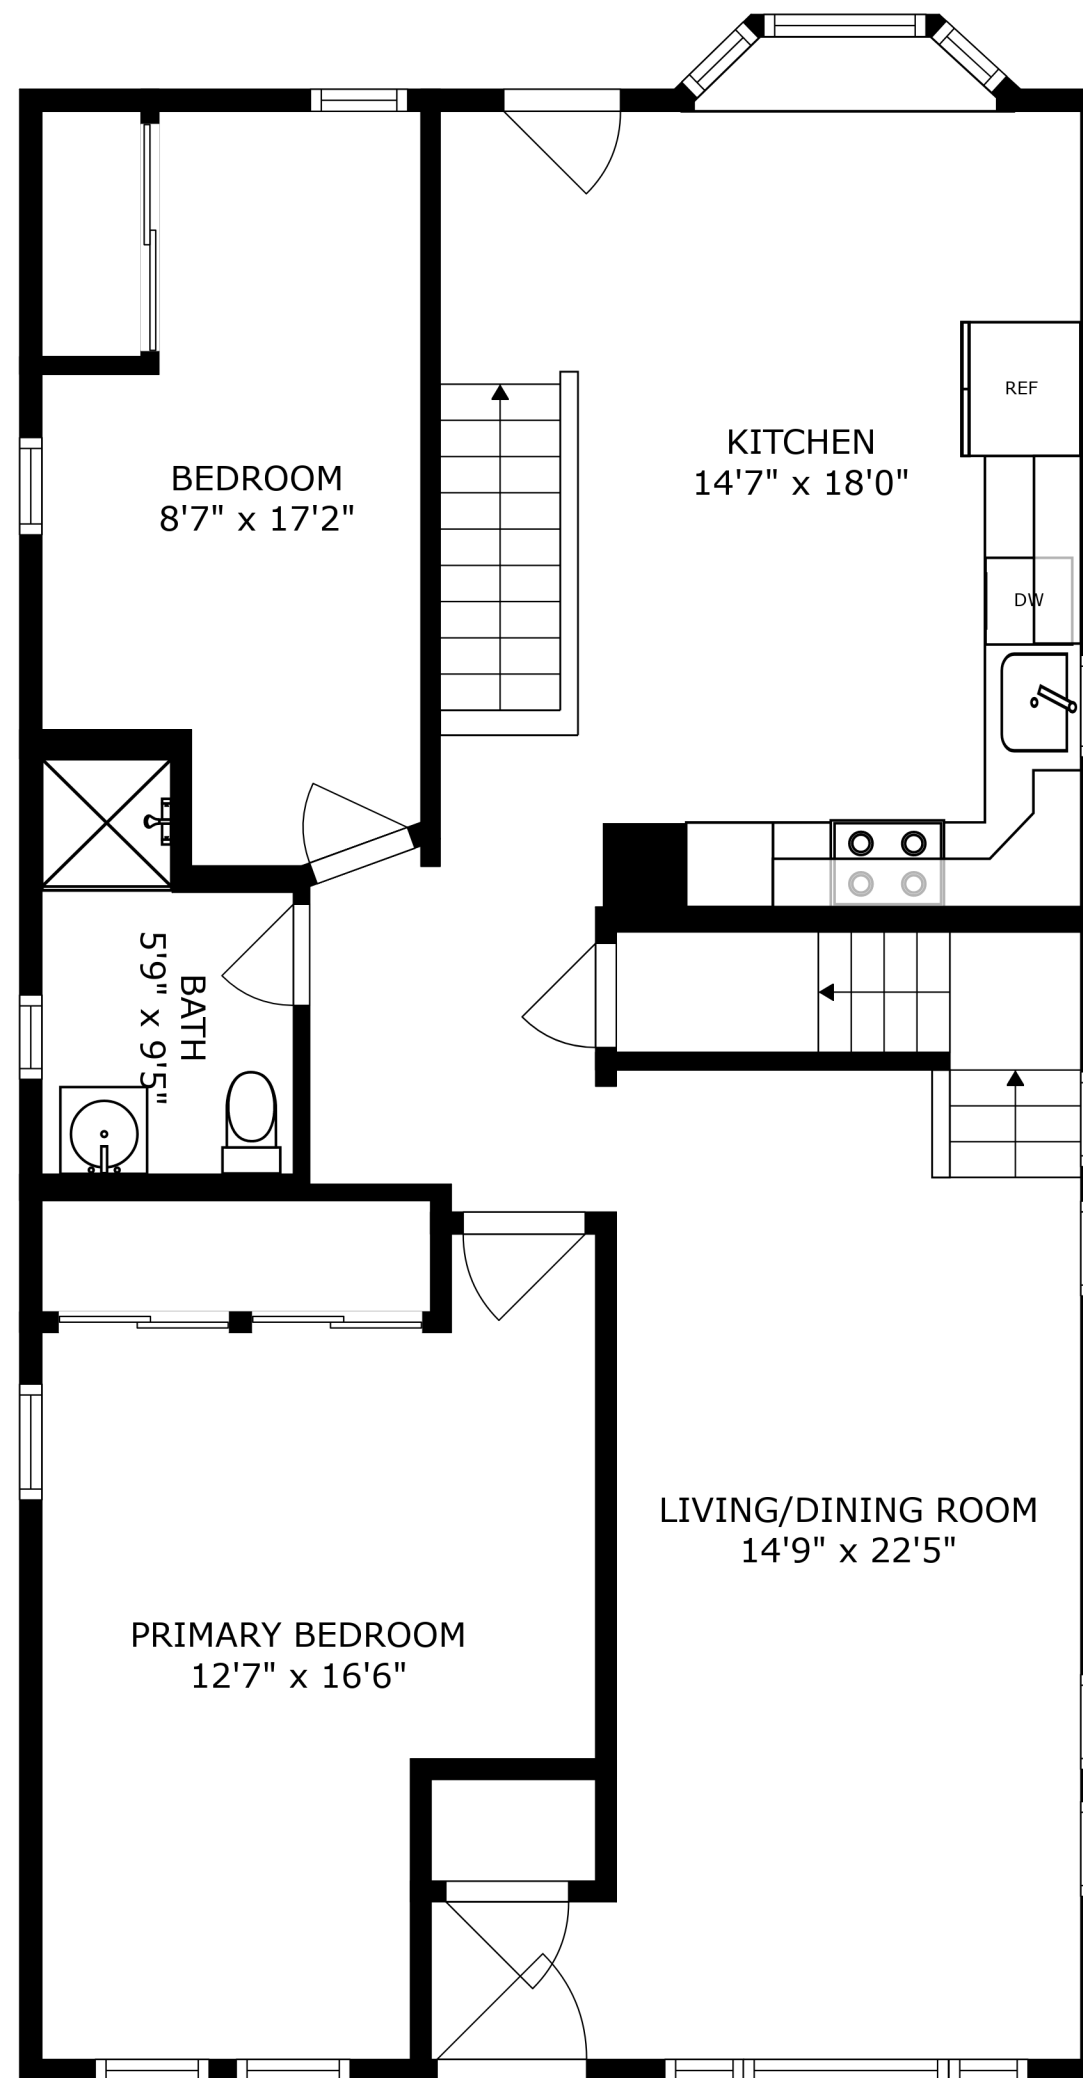 REF
KITCHEN
14'7" x 18'0"
BEDROOM
8'7" x 17'2"
DW
BATH
5'9" x 9'5"
LIVING/DINING ROOM
14'9" x 22'5"
PRIMARY BEDROOM
12'7" x 16'6"